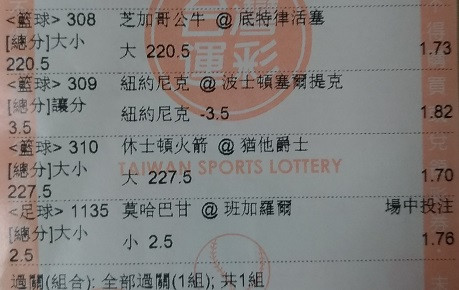 <籃球> 308 芝加哥公牛 @ 底特律活塞
[總分]大小 大 220.5 1.73
220.5
<籃球> 309 紐約尼克 @ 波士頓塞爾提克
[總分]讓分 紐約尼克 -3.5 1.82
3.5
<籃球> 310 休士頓火箭 @ 猶他爵士
[總分]大小 大 227.5 1.70
227.5
TAIWAN SPORTS LOTTERY
<足球> 1135 莫哈巴甘 @ 班加羅爾 場中投注
[總分]大小 小 2.5 1.76
2.5
過關(組合): 全部過關(1組); 共1組